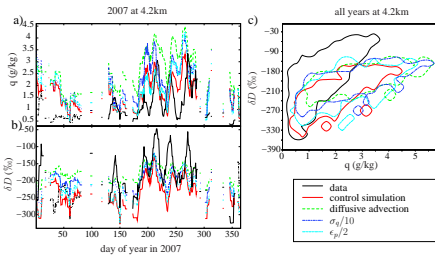 2007 at 4.2km
all years at 4.2km
a)
4.5
4
3.5
3
2.5
2
1.5
1
0.5
q (g/kg)
b)
-50
-100
-150
-200
-250
-300
δD (‰)
50 100 150 200 250 300 350
day of year in 2007
c)
-30
-90
-150
-210
-270
-330
-390
δD (‰)
0 1 2 3 4 5
q (g/kg)
data
control simulation
diffusive advection
σq/10
εp/2